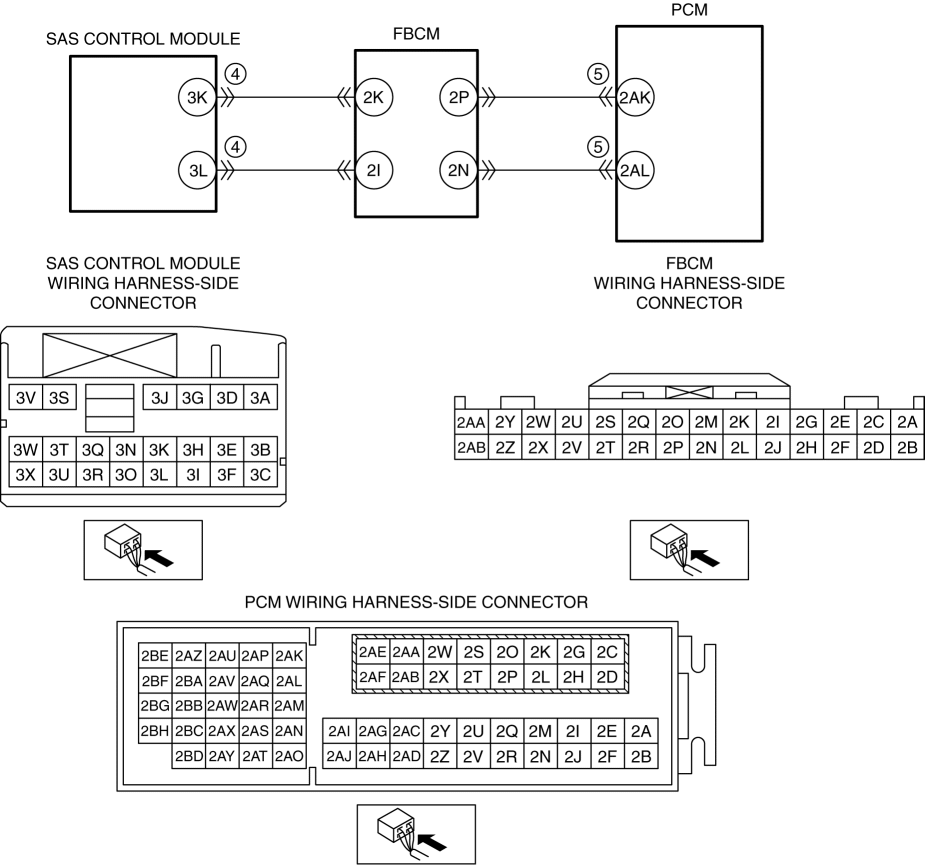 SAS CONTROL MODULE
FBCM
PCM
3K 4 2K 2P 5 2AK
3L 4 2I 2N 5 2AL
SAS CONTROL MODULE
WIRING HARNESS-SIDE
CONNECTOR
FBCM
WIRING HARNESS-SIDE
CONNECTOR
3V 3S 3J 3G 3D 3A
3W 3T 3Q 3N 3K 3H 3E 3B
3X 3U 3R 3O 3L 3I 3F 3C
2AA 2Y 2W 2U 2S 2Q 2O 2M 2K 2I 2G 2E 2C 2A
2AB 2Z 2X 2V 2T 2R 2P 2N 2L 2J 2H 2F 2D 2B
PCM WIRING HARNESS-SIDE CONNECTOR
2BE 2AZ 2AU 2AP 2AK
2BF 2BA 2AV 2AQ 2AL
2BG 2BB 2AW 2AR 2AM
2BH 2BC 2AX 2AS 2AN
2BD 2AY 2AT 2AO
2AE 2AA 2W 2S 2O 2K 2G 2C
2AF 2AB 2X 2T 2P 2L 2H 2D
2AI 2AG 2AC 2Y 2U 2Q 2M 2I 2E 2A
2AJ 2AH 2AD 2Z 2V 2R 2N 2J 2F 2B